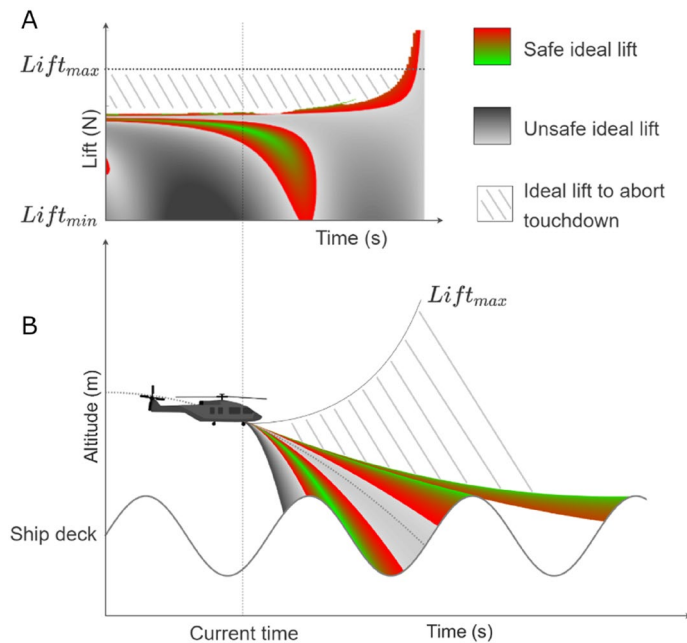 A
Lift_max
Lift (N)
Lift_min
Time (s)
Safe ideal lift
Unsafe ideal lift
Ideal lift to abort
touchdown
B
Lift_max
Altitude (m)
Ship deck
Current time
Time (s)